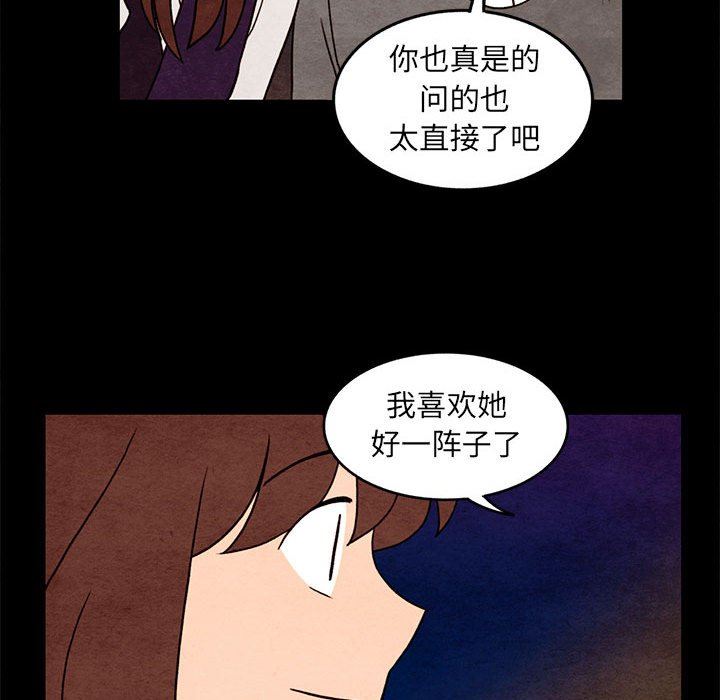 你也真是的
问的也
太直接了吧
我喜欢她
好一阵子了